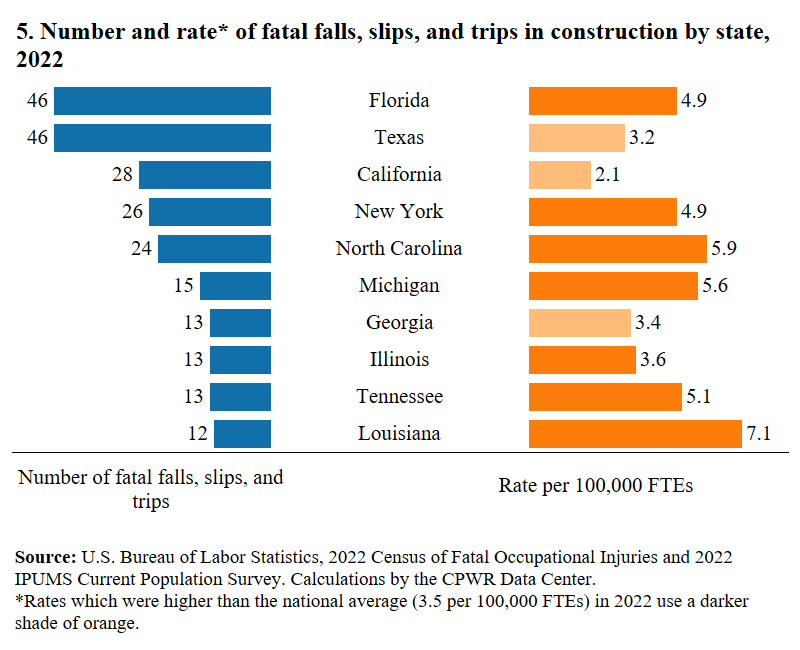 5. Number and rate* of fatal falls, slips, and trips in construction by state,
2022
46 Florida 4.9
46 Texas 3.2
28 California 2.1
26 New York 4.9
24 North Carolina 5.9
15 Michigan 5.6
13 Georgia 3.4
13 Illinois 3.6
13 Tennessee 5.1
12 Louisiana 7.1
Number of fatal falls, slips, and
trips
Rate per 100,000 FTEs
Source: U.S. Bureau of Labor Statistics, 2022 Census of Fatal Occupational Injuries and 2022
IPUMS Current Population Survey. Calculations by the CPWR Data Center.
*Rates which were higher than the national average (3.5 per 100,000 FTEs) in 2022 use a darker
shade of orange.